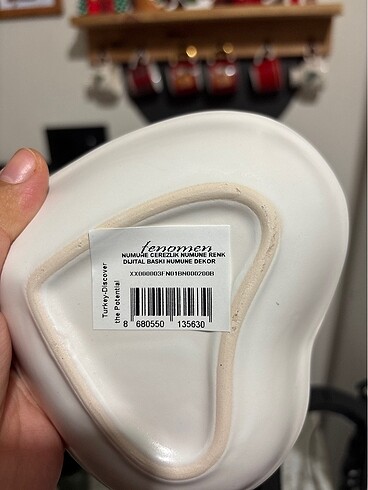 fenomen
NUMUNE CEREZLIK NUMUNE RENK
DIJITAL BASKI NUMUNE DEKOR
XX000003FN01BN000200B
Turkey-Discover
the Potential
8 680550 135630